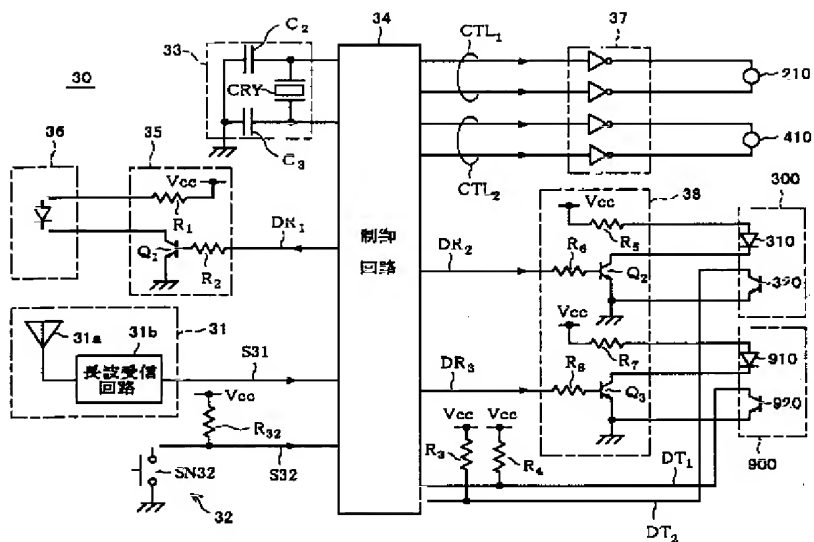 30
33
C2
CRY
C3
34
制御
回路
CTL1
CTL2
37
210
410
36
35
Vcc
R1
Q1
R2
DR1
31a
31b
長波受信
回路
31
S31
Vcc
R32
S32
SN32
32
DR2
DR3
38
Vcc
R5
R6
Q2
Vcc
R7
R8
Q3
300
310
320
910
920
900
Vcc
Vcc
R3
R4
DT1
DT2